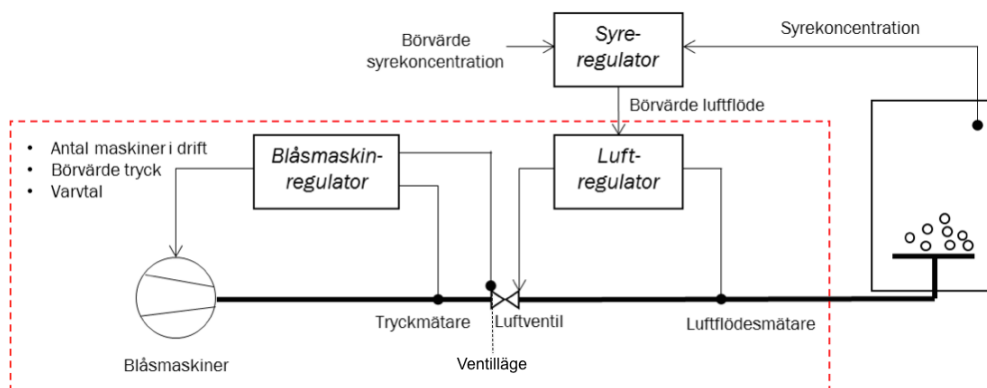 Börvärde
syrekoncentration
Syre-
regulator
Syrekoncentration
Börvärde luftflöde
• Antal maskiner i drift
• Börvärde tryck
• Varvtal
Blåsmaskin-
regulator
Luft-
regulator
Tryckmätare
Luftventil
Luftflödesmätare
Ventilläge
Blåsmaskiner